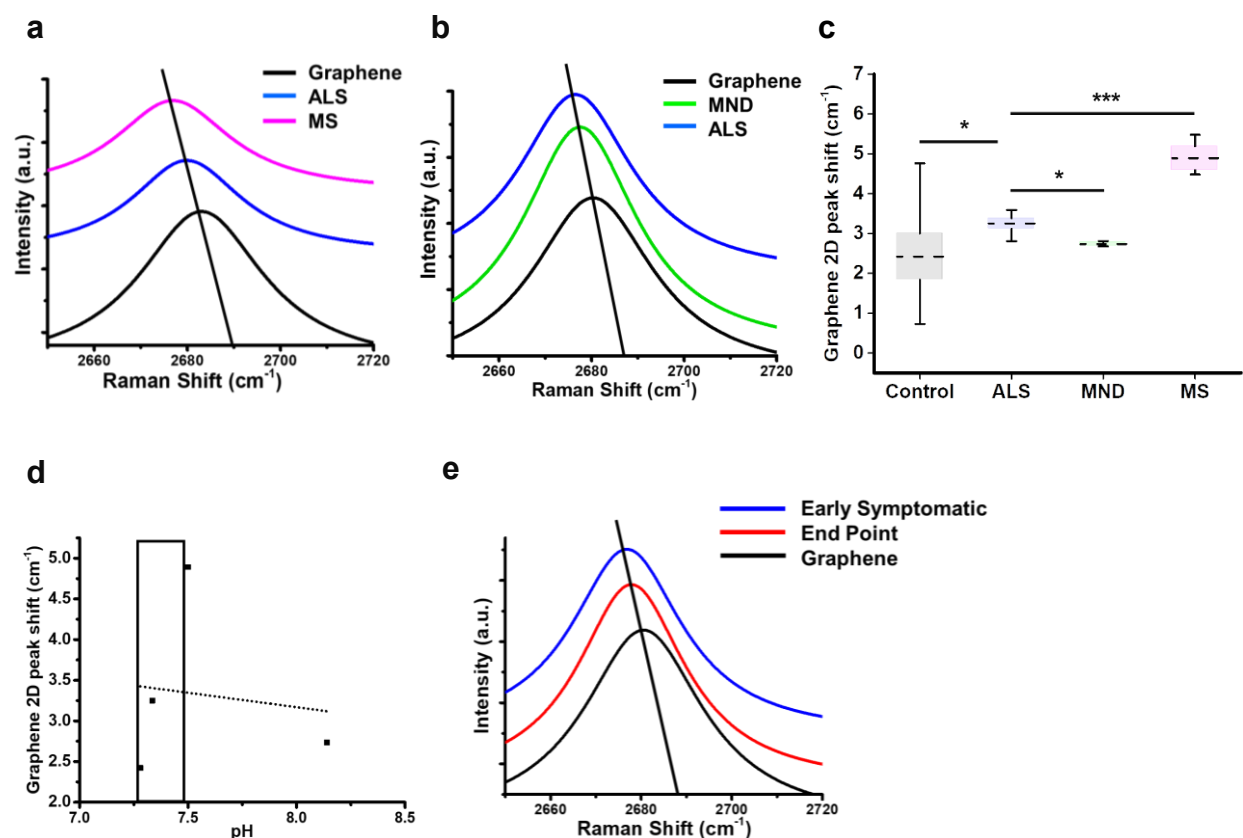 a
Graphene
ALS
MS
Intensity (a.u.)
2660 2680 2700 2720
Raman Shift (cm⁻¹)
b
Graphene
MND
ALS
Intensity (a.u.)
2660 2680 2700 2720
Raman Shift (cm⁻¹)
c
Graphene 2D peak shift (cm⁻¹)
7
6
5
4
3
2
1
0
***
*
*
Control ALS MND MS
d
Graphene 2D peak shift (cm⁻¹)
5.0
4.5
4.0
3.5
3.0
2.5
2.0
7.0 7.5 8.0 8.5
pH
e
Early Symptomatic
End Point
Graphene
Intensity (a.u.)
2660 2680 2700 2720
Raman Shift (cm⁻¹)